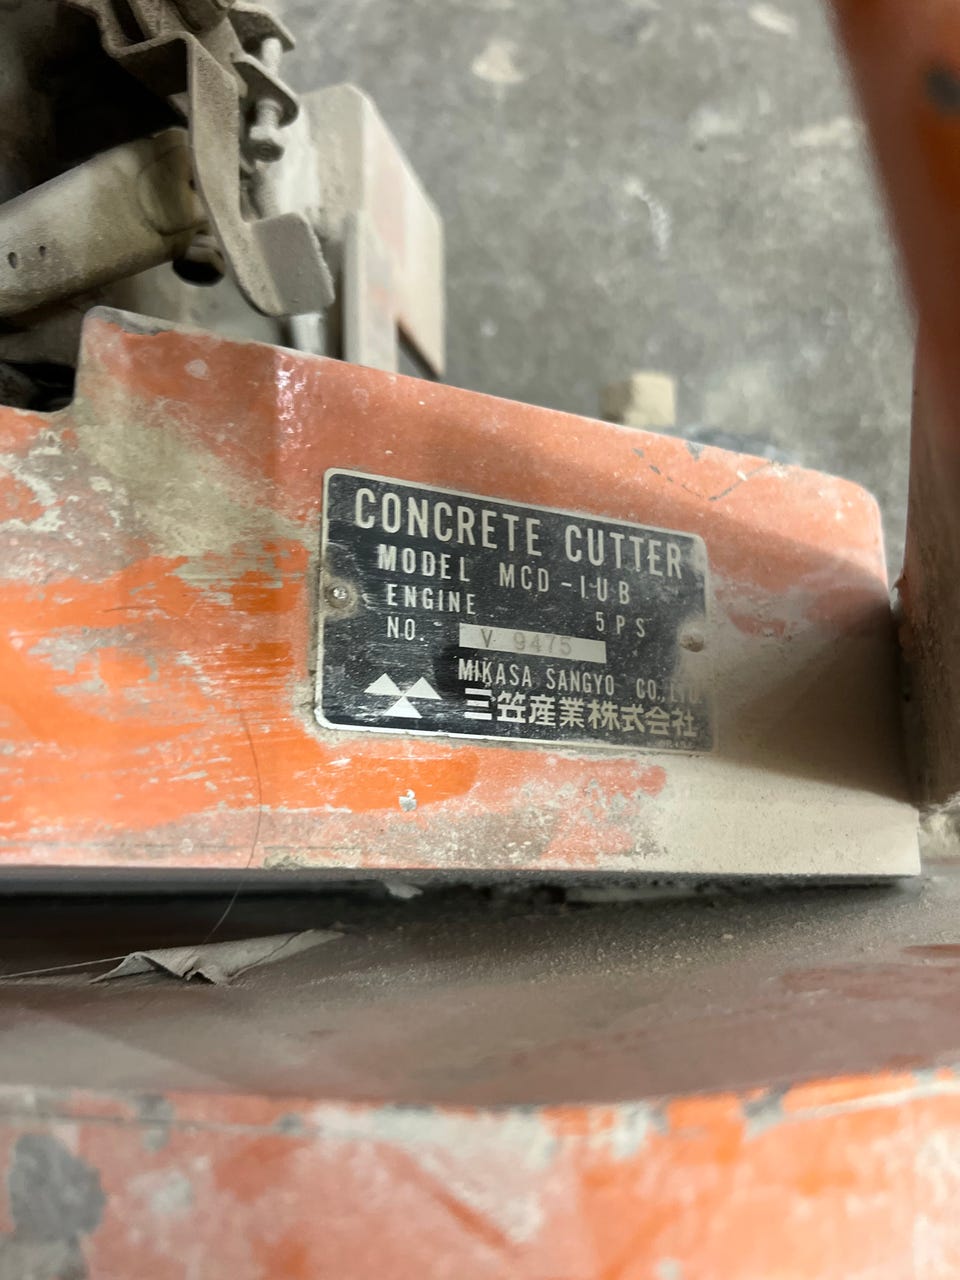 CONCRETE CUTTER
MODEL MCD-1UB
ENGINE 5PS
NO. V 9475
MIKASA SANGYO CO.,LTD.
三笠産業株式会社